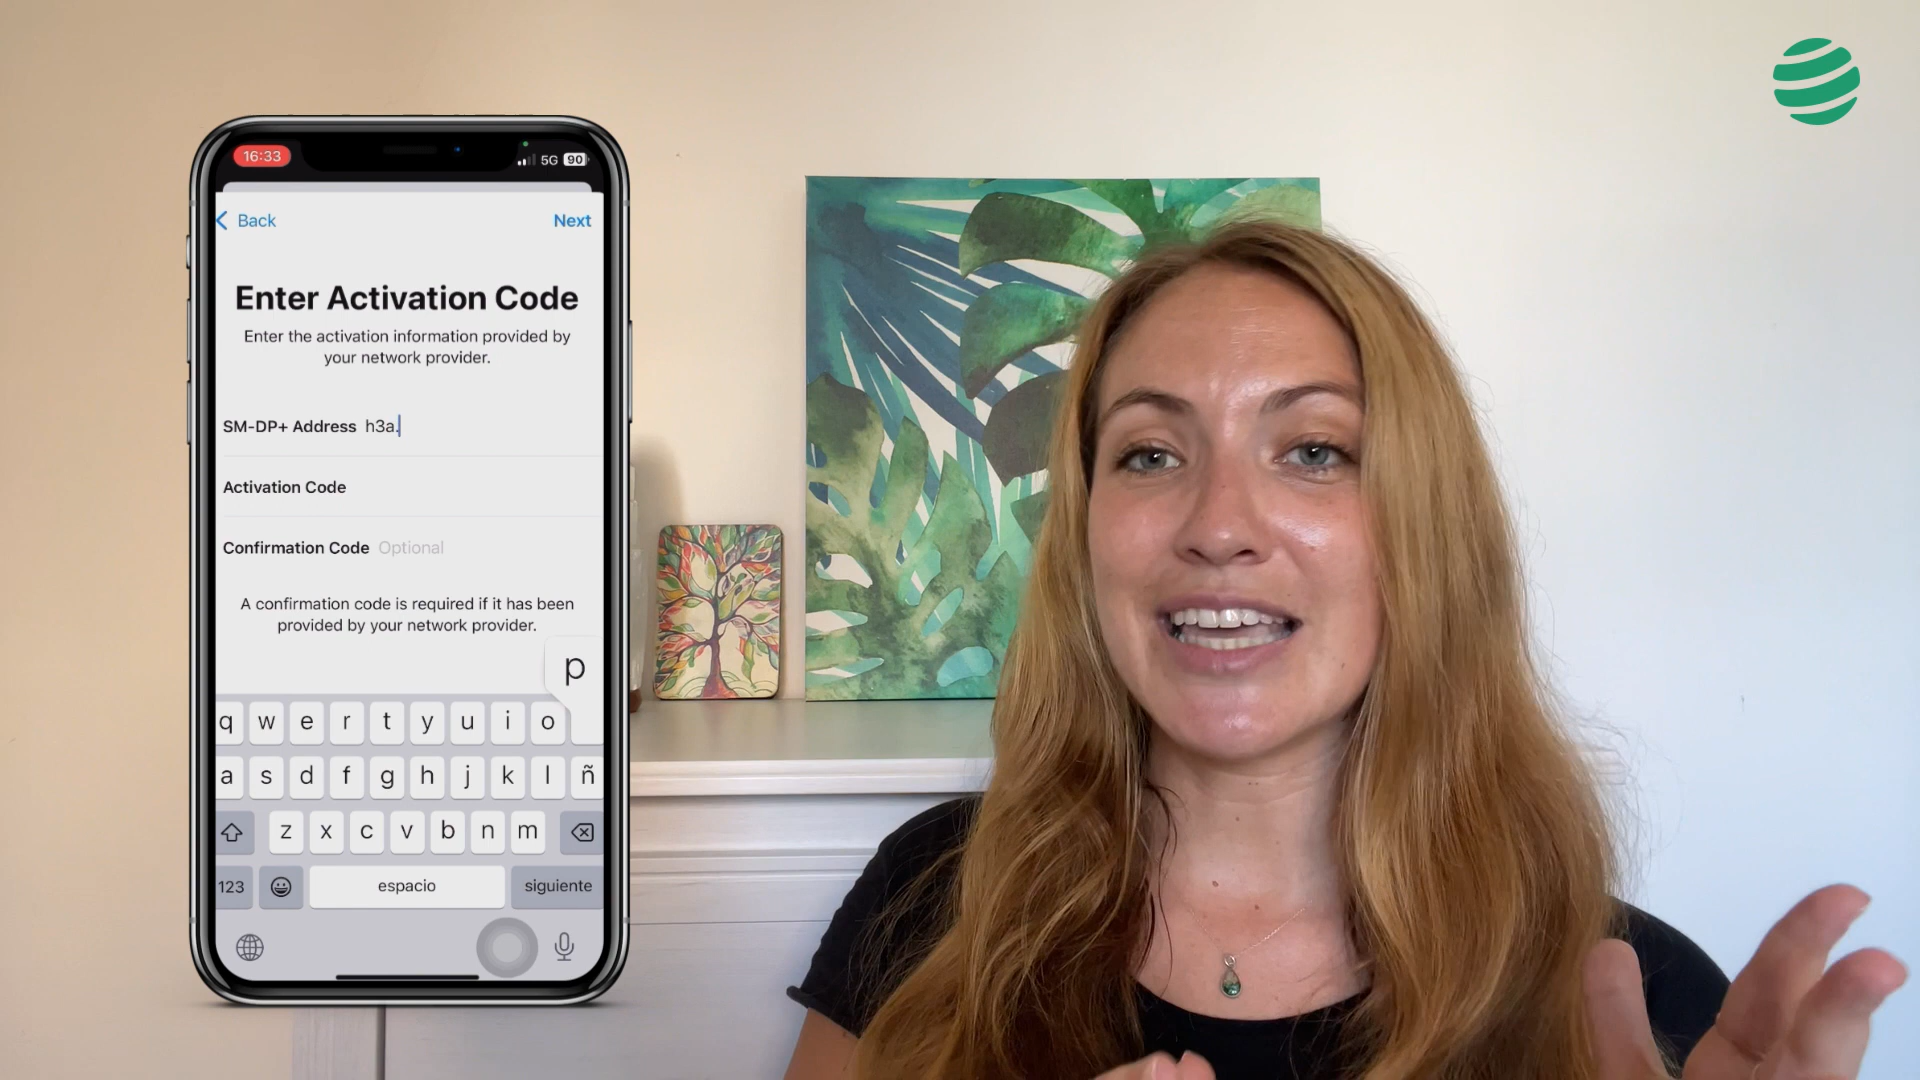 16:33
5G 90
Back
Next
Enter Activation Code
Enter the activation information provided by
your network provider.
SM-DP+ Address h3a.
Activation Code
Confirmation Code Optional
A confirmation code is required if it has been
provided by your network provider.
p
q w e r t y u i o
a s d f g h j k l ñ
z x c v b n m
123 espacio siguiente